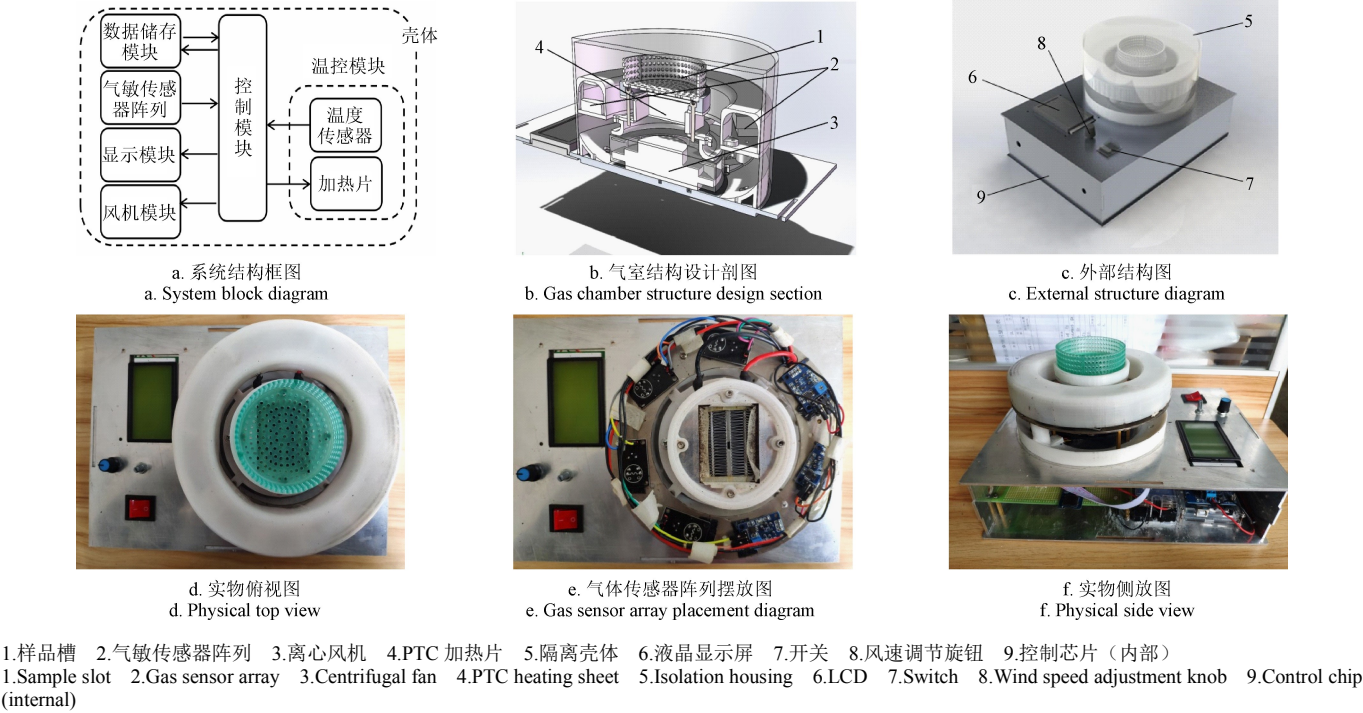 数据储存
模块
气敏传感
器阵列
显示模块
风机模块
控
制
模
块
壳体
温控模块
温度
传感器
加热片
a. 系统结构框图
a. System block diagram
1
2
3
4
b. 气室结构设计剖图
b. Gas chamber structure design section
5
8
6
7
9
c. 外部结构图
c. External structure diagram
d. 实物俯视图
d. Physical top view
e. 气体传感器阵列摆放图
e. Gas sensor array placement diagram
f. 实物侧放图
f. Physical side view
1.样品槽 2.气敏传感器阵列 3.离心风机 4.PTC 加热片 5.隔离壳体 6.液晶显示屏 7.开关 8.风速调节旋钮 9.控制芯片（内部）
1.Sample slot 2.Gas sensor array 3.Centrifugal fan 4.PTC heating sheet 5.Isolation housing 6.LCD 7.Switch 8.Wind speed adjustment knob 9.Control chip
(internal)